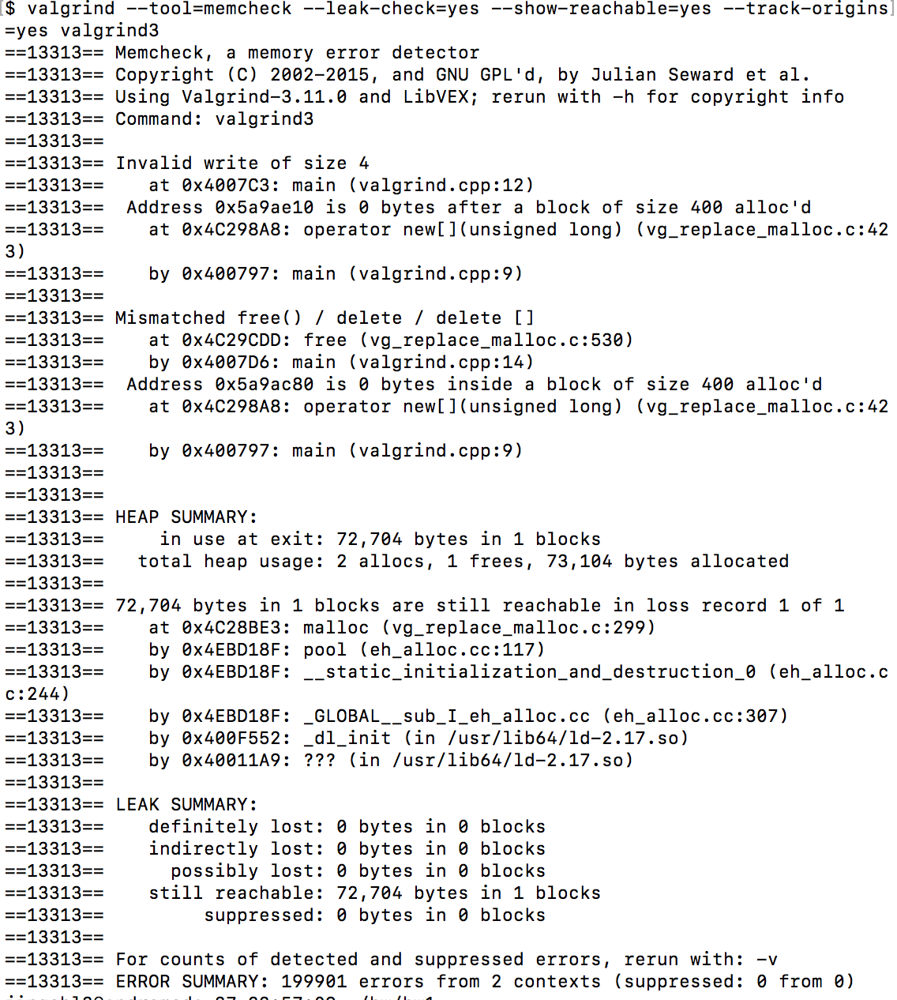 $ valgrind --tool=memcheck --leak-check=yes --show-reachable=yes --track-origins
=yes valgrind3
==13313== Memcheck, a memory error detector
==13313== Copyright (C) 2002-2015, and GNU GPL'd, by Julian Seward et al.
==13313== Using Valgrind-3.11.0 and LibVEX; rerun with -h for copyright info
==13313== Command: valgrind3
==13313==
==13313== Invalid write of size 4
==13313==    at 0x4007C3: main (valgrind.cpp:12)
==13313==  Address 0x5a9ae10 is 0 bytes after a block of size 400 alloc'd
==13313==    at 0x4C298A8: operator new[](unsigned long) (vg_replace_malloc.c:42
3)
==13313==    by 0x400797: main (valgrind.cpp:9)
==13313==
==13313== Mismatched free() / delete / delete []
==13313==    at 0x4C29CDD: free (vg_replace_malloc.c:530)
==13313==    by 0x4007D6: main (valgrind.cpp:14)
==13313==  Address 0x5a9ac80 is 0 bytes inside a block of size 400 alloc'd
==13313==    at 0x4C298A8: operator new[](unsigned long) (vg_replace_malloc.c:42
3)
==13313==    by 0x400797: main (valgrind.cpp:9)
==13313==
==13313==
==13313== HEAP SUMMARY:
==13313==     in use at exit: 72,704 bytes in 1 blocks
==13313==   total heap usage: 2 allocs, 1 frees, 73,104 bytes allocated
==13313==
==13313== 72,704 bytes in 1 blocks are still reachable in loss record 1 of 1
==13313==    at 0x4C28BE3: malloc (vg_replace_malloc.c:299)
==13313==    by 0x4EBD18F: pool (eh_alloc.cc:117)
==13313==    by 0x4EBD18F: __static_initialization_and_destruction_0 (eh_alloc.c
c:244)
==13313==    by 0x4EBD18F: _GLOBAL__sub_I_eh_alloc.cc (eh_alloc.cc:307)
==13313==    by 0x400F552: _dl_init (in /usr/lib64/ld-2.17.so)
==13313==    by 0x40011A9: ??? (in /usr/lib64/ld-2.17.so)
==13313==
==13313== LEAK SUMMARY:
==13313==    definitely lost: 0 bytes in 0 blocks
==13313==    indirectly lost: 0 bytes in 0 blocks
==13313==      possibly lost: 0 bytes in 0 blocks
==13313==    still reachable: 72,704 bytes in 1 blocks
==13313==         suppressed: 0 bytes in 0 blocks
==13313==
==13313== For counts of detected and suppressed errors, rerun with: -v
==13313== ERROR SUMMARY: 199901 errors from 2 contexts (suppressed: 0 from 0)